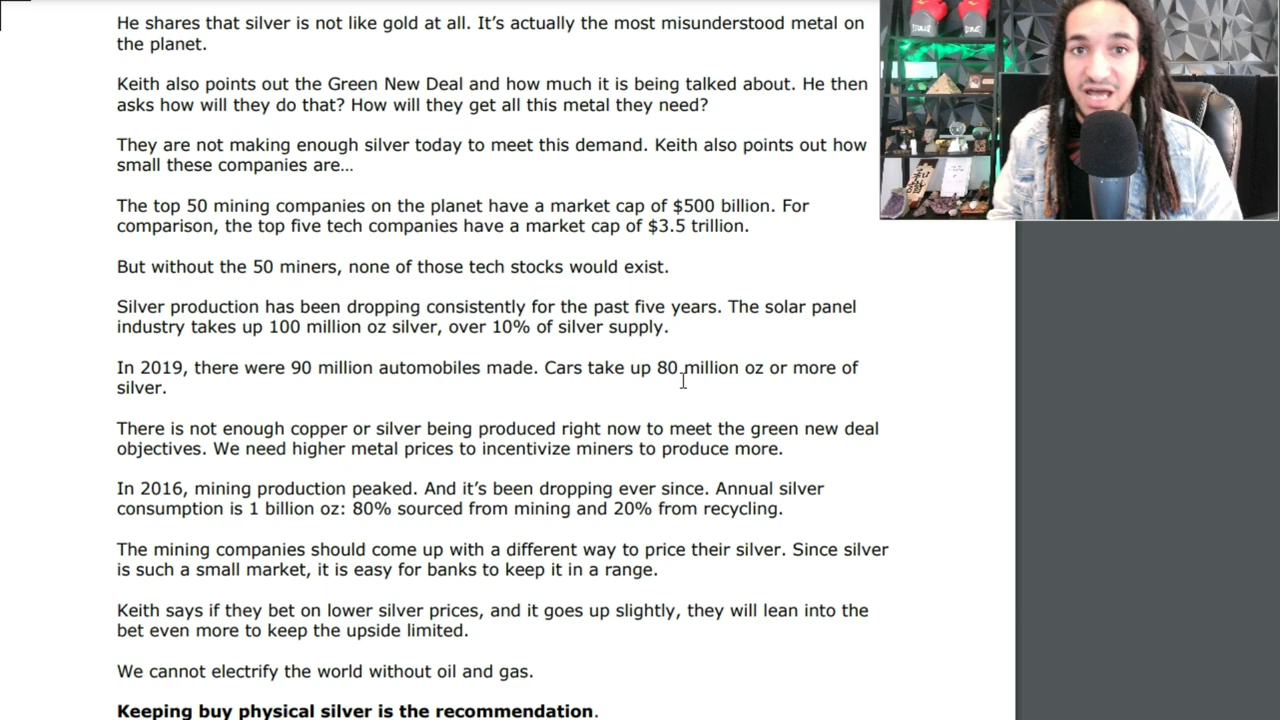 He shares that silver is not like gold at all. It’s actually the most misunderstood metal on
the planet.
Keith also points out the Green New Deal and how much it is being talked about. He then
asks how will they do that? How will they get all this metal they need?
They are not making enough silver today to meet this demand. Keith also points out how
small these companies are…
The top 50 mining companies on the planet have a market cap of $500 billion. For
comparison, the top five tech companies have a market cap of $3.5 trillion.
But without the 50 miners, none of those tech stocks would exist.
Silver production has been dropping consistently for the past five years. The solar panel
industry takes up 100 million oz silver, over 10% of silver supply.
In 2019, there were 90 million automobiles made. Cars take up 80 million oz or more of
silver.
There is not enough copper or silver being produced right now to meet the green new deal
objectives. We need higher metal prices to incentivize miners to produce more.
In 2016, mining production peaked. And it’s been dropping ever since. Annual silver
consumption is 1 billion oz: 80% sourced from mining and 20% from recycling.
The mining companies should come up with a different way to price their silver. Since silver
is such a small market, it is easy for banks to keep it in a range.
Keith says if they bet on lower silver prices, and it goes up slightly, they will lean into the
bet even more to keep the upside limited.
We cannot electrify the world without oil and gas.
Keeping buy physical silver is the recommendation.